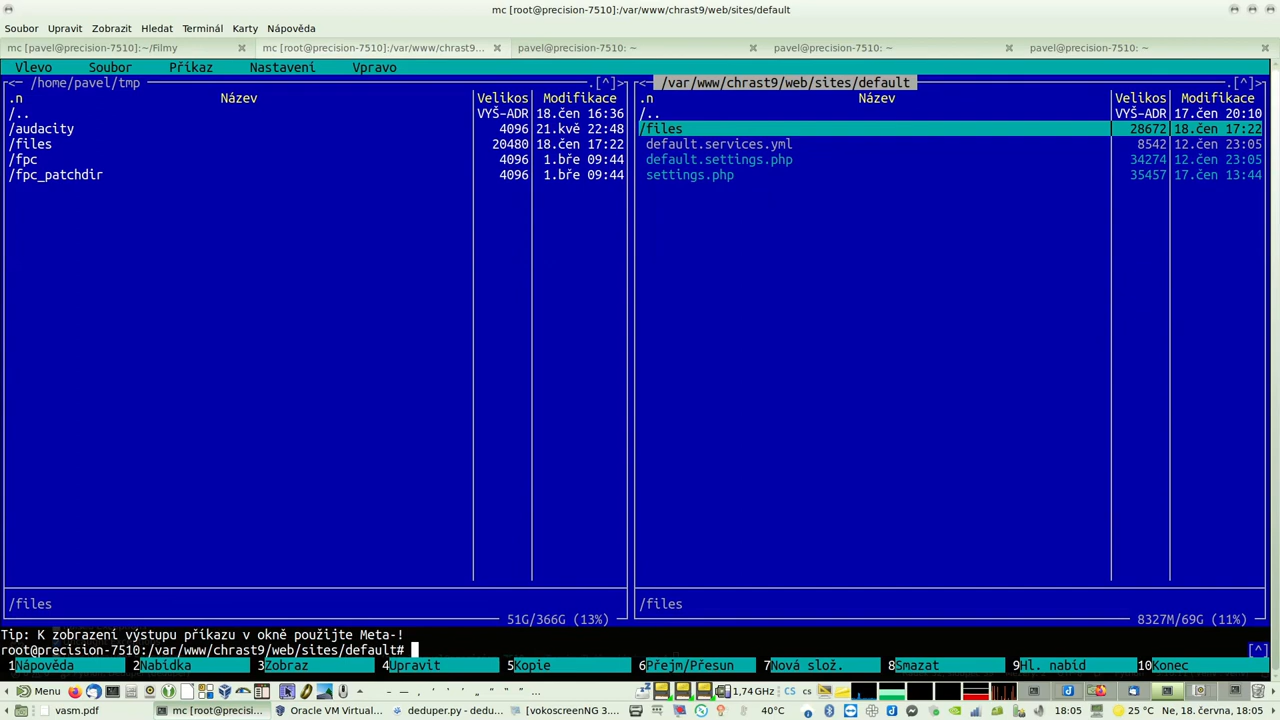 mc [root@precision-7510]:/var/www/chrast9/web/sites/default
Soubor Upravit Zobrazit Hledat Terminál Karty Nápověda
mc [pavel@precision-7510]:~/Filmy mc [root@precision-7510]:/var/www/chrast9... pavel@precision-7510: ~ pavel@precision-7510: ~ pavel@precision-7510: ~
Vlevo Soubor Příkaz Nastavení Vpravo
<─ /home/pavel/tmp .[^]>
.n Název Velikos Modifikace
/.. VYŠ-ADR 18.čen 16:36
/audacity 4096 21.kvě 22:48
/files 20480 18.čen 17:22
/fpc 4096 1.bře 09:44
/fpc_patchdir 4096 1.bře 09:44
/files
51G/366G (13%)
<─ /var/www/chrast9/web/sites/default .[^]>
.n Název Velikos Modifikace
/.. VYŠ-ADR 17.čen 20:10
/files 28672 18.čen 17:22
default.services.yml 8542 12.čen 23:05
default.settings.php 34274 12.čen 23:05
settings.php 35457 17.čen 13:44
/files
8327M/69G (11%)
Tip: K zobrazení výstupu příkazu v okně použijte Meta-!
root@precision-7510:/var/www/chrast9/web/sites/default# [^]
1Nápověda 2Nabídka 3Zobraz 4Upravit 5Kopie 6Přejm/Přesun 7Nová slož. 8Smazat 9Hl. nabíd 10Konec
Menu – — ‚ ‘ „ “ " ... 1,74 GHz CS cs
vasm.pdf mc [root@precisi... Oracle VM Virtual... deduper.py - dedu... [vokoscreenNG 3.... 40°C 18:05 25 °C Ne, 18. června, 18:05